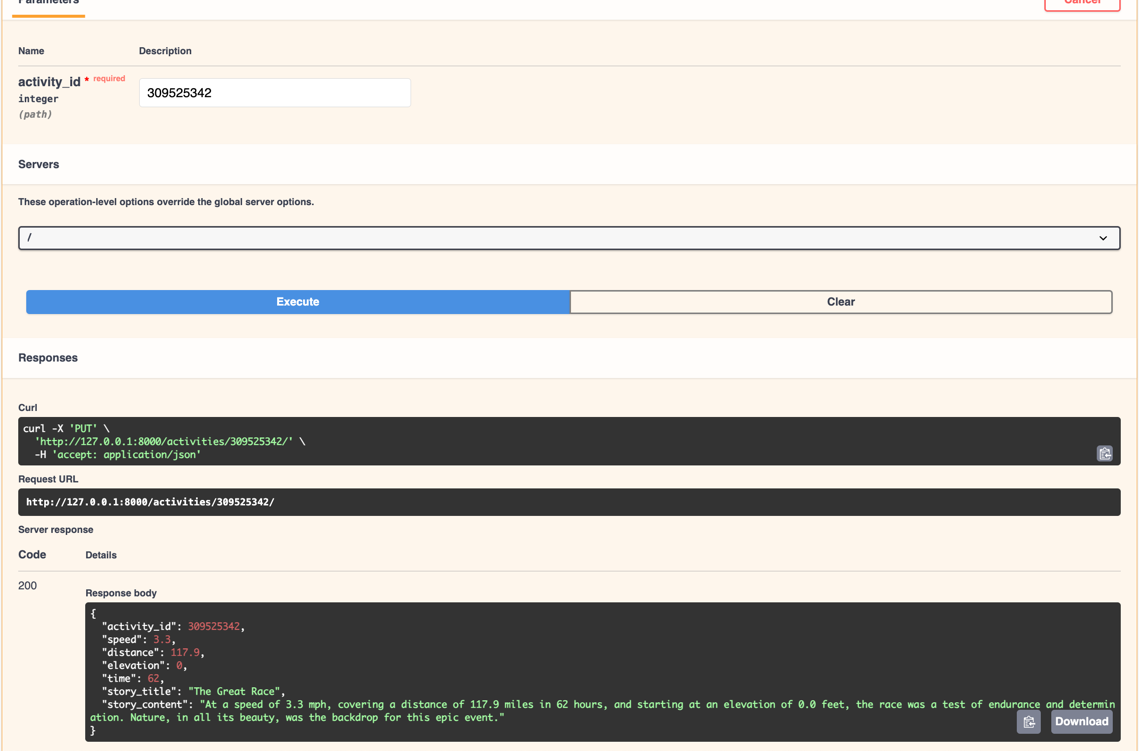 Parameters
Cancel
Name Description
activity_id * required
integer
(path)
309525342
Servers
These operation-level options override the global server options.
/
Execute Clear
Responses
Curl
curl -X 'PUT' \
'http://127.0.0.1:8000/activities/309525342/' \
-H 'accept: application/json'
Request URL
http://127.0.0.1:8000/activities/309525342/
Server response
Code Details
200
Response body
{
"activity_id": 309525342,
"speed": 3.3,
"distance": 117.9,
"elevation": 0,
"time": 62,
"story_title": "The Great Race",
"story_content": "At a speed of 3.3 mph, covering a distance of 117.9 miles in 62 hours, and starting at an elevation of 0.0 feet, the race was a test of endurance and determin
ation. Nature, in all its beauty, was the backdrop for this epic event."
}
Download